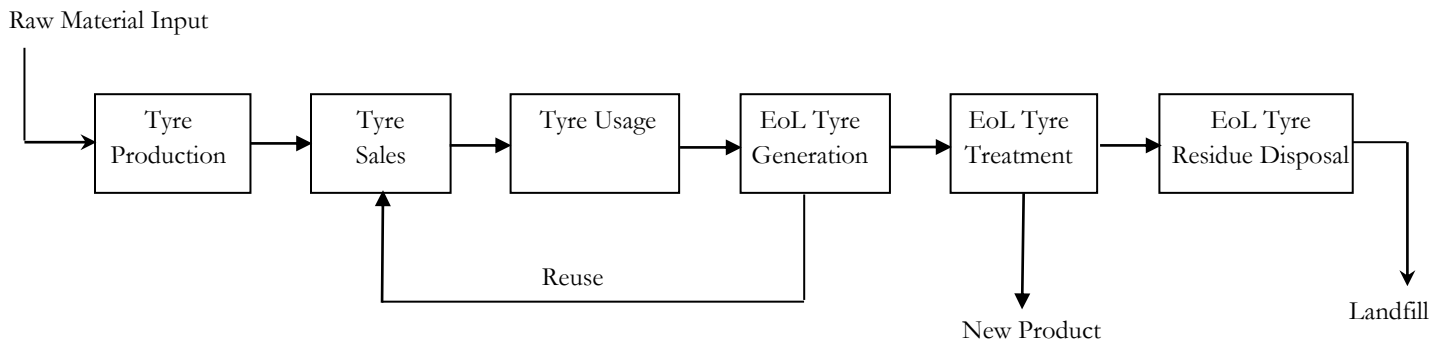 Raw Material Input
Tyre
Production
Tyre
Sales
Tyre Usage
EoL Tyre
Generation
EoL Tyre
Treatment
EoL Tyre
Residue Disposal
Reuse
New Product
Landfill